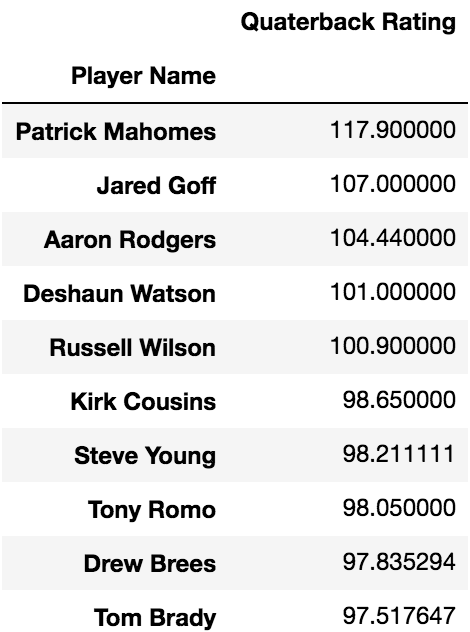 Quaterback Rating
Player Name
Patrick Mahomes 117.900000
Jared Goff 107.000000
Aaron Rodgers 104.440000
Deshaun Watson 101.000000
Russell Wilson 100.900000
Kirk Cousins 98.650000
Steve Young 98.211111
Tony Romo 98.050000
Drew Brees 97.835294
Tom Brady 97.517647